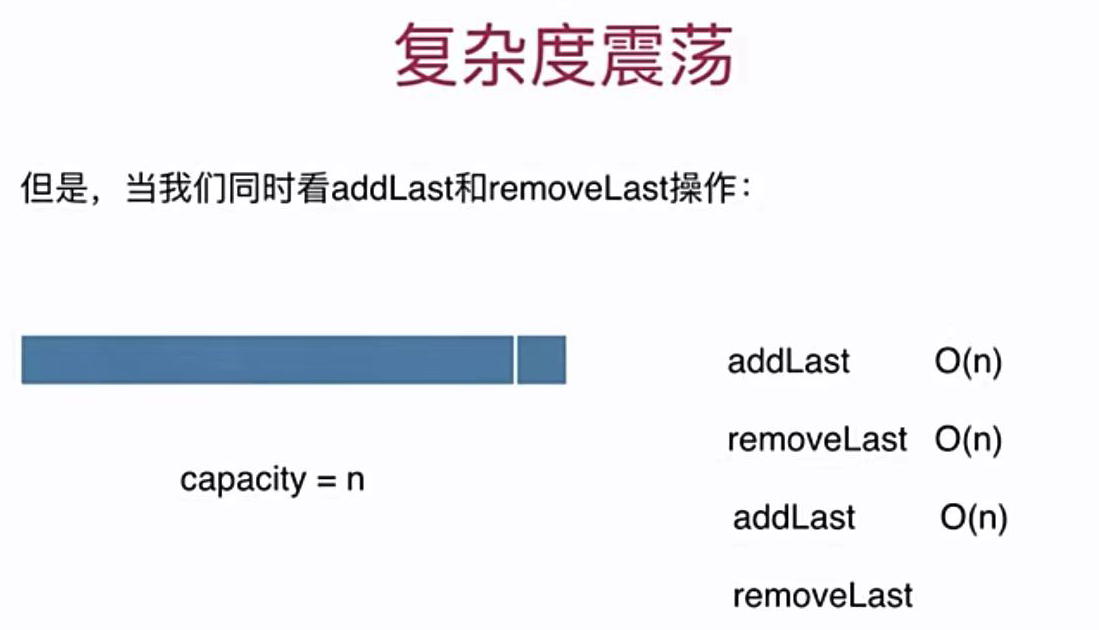 复杂度震荡
但是，当我们同时看addLast和removeLast操作：
addLast O(n)
removeLast O(n)
capacity = n
addLast O(n)
removeLast